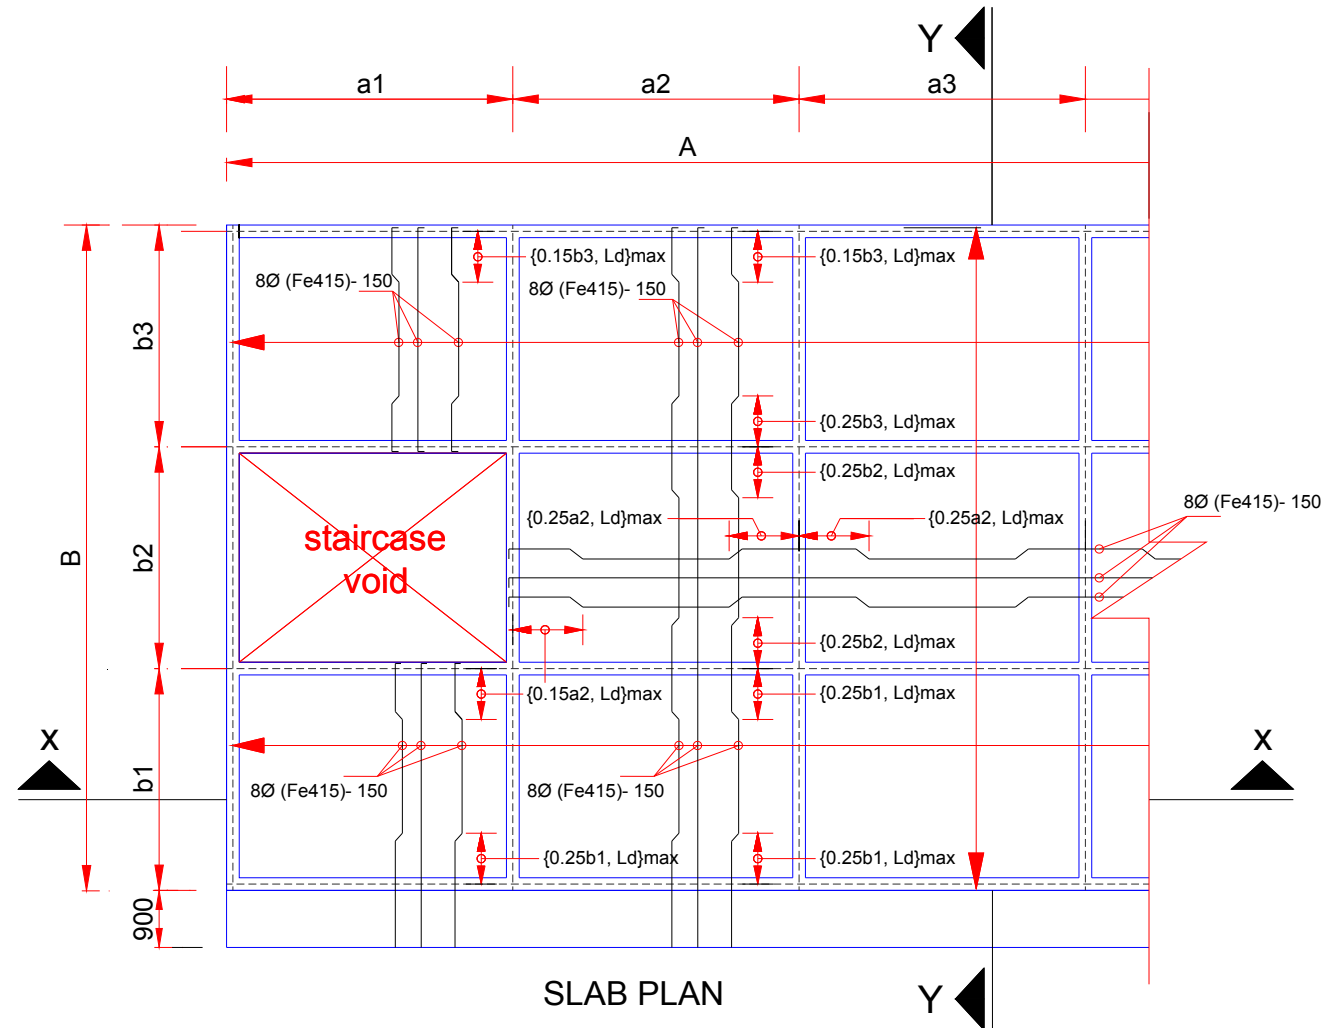 Y
a1
a2
a3
A
{0.15b3, Ld}max
{0.15b3, Ld}max
8Ø (Fe415)- 150
8Ø (Fe415)- 150
b3
{0.25b3, Ld}max
{0.25b2, Ld}max
8Ø (Fe415)- 150
{0.25a2, Ld}max
{0.25a2, Ld}max
staircase
void
B
b2
{0.25b2, Ld}max
{0.15a2, Ld}max
{0.25b1, Ld}max
X
X
b1
8Ø (Fe415)- 150
8Ø (Fe415)- 150
{0.25b1, Ld}max
{0.25b1, Ld}max
900
SLAB PLAN
Y